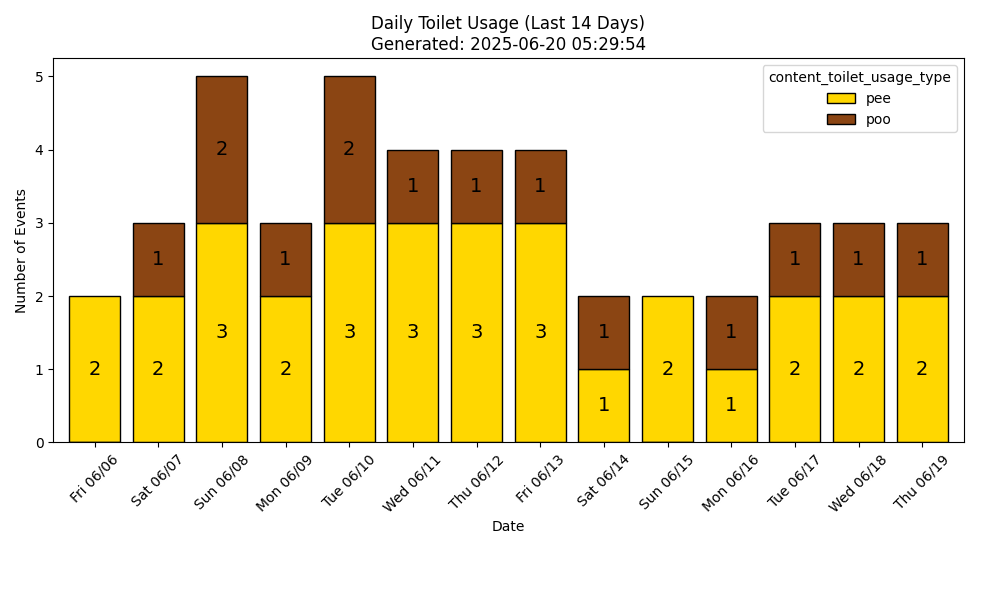 Daily Toilet Usage (Last 14 Days)
Generated: 2025-06-20 05:29:54
content_toilet_usage_type
pee
poo
Number of Events
5
4
3
2
1
0
2 2 3 2 3 3 3 3 1 2 1 2 2 2
1 2 1 2 1 1 1 1 1 1 1 1
Fri 06/06 Sat 06/07 Sun 06/08 Mon 06/09 Tue 06/10 Wed 06/11 Thu 06/12 Fri 06/13 Sat 06/14 Sun 06/15 Mon 06/16 Tue 06/17 Wed 06/18 Thu 06/19
Date